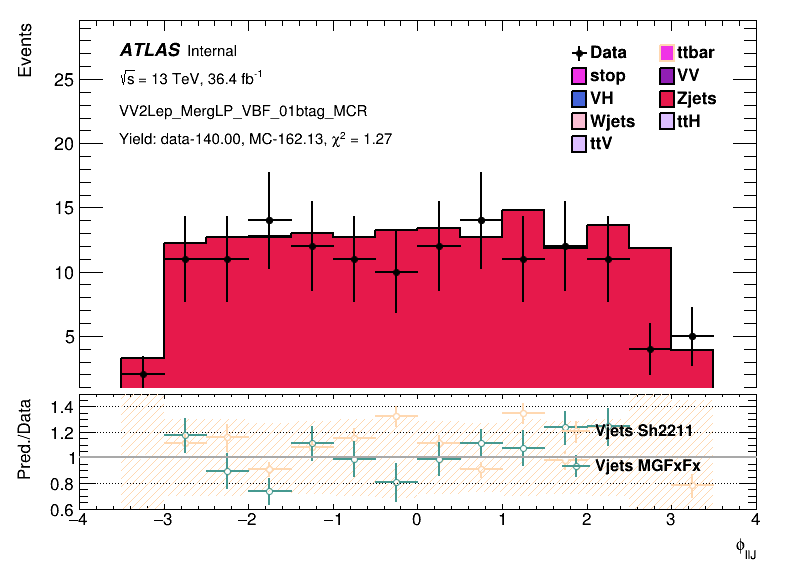 Events
ATLAS Internal
√s = 13 TeV, 36.4 fb⁻¹
VV2Lep_MergLP_VBF_01btag_MCR
Yield: data-140.00, MC-162.13, χ² = 1.27
Data ttbar
stop VV
VH Zjets
Wjets ttH
ttV
25
20
15
10
5
Pred./Data
1.4
1.2
1
0.8
0.6
Vjets Sh2211
Vjets MGFxFx
−4 −3 −2 −1 0 1 2 3 4
ϕllJ